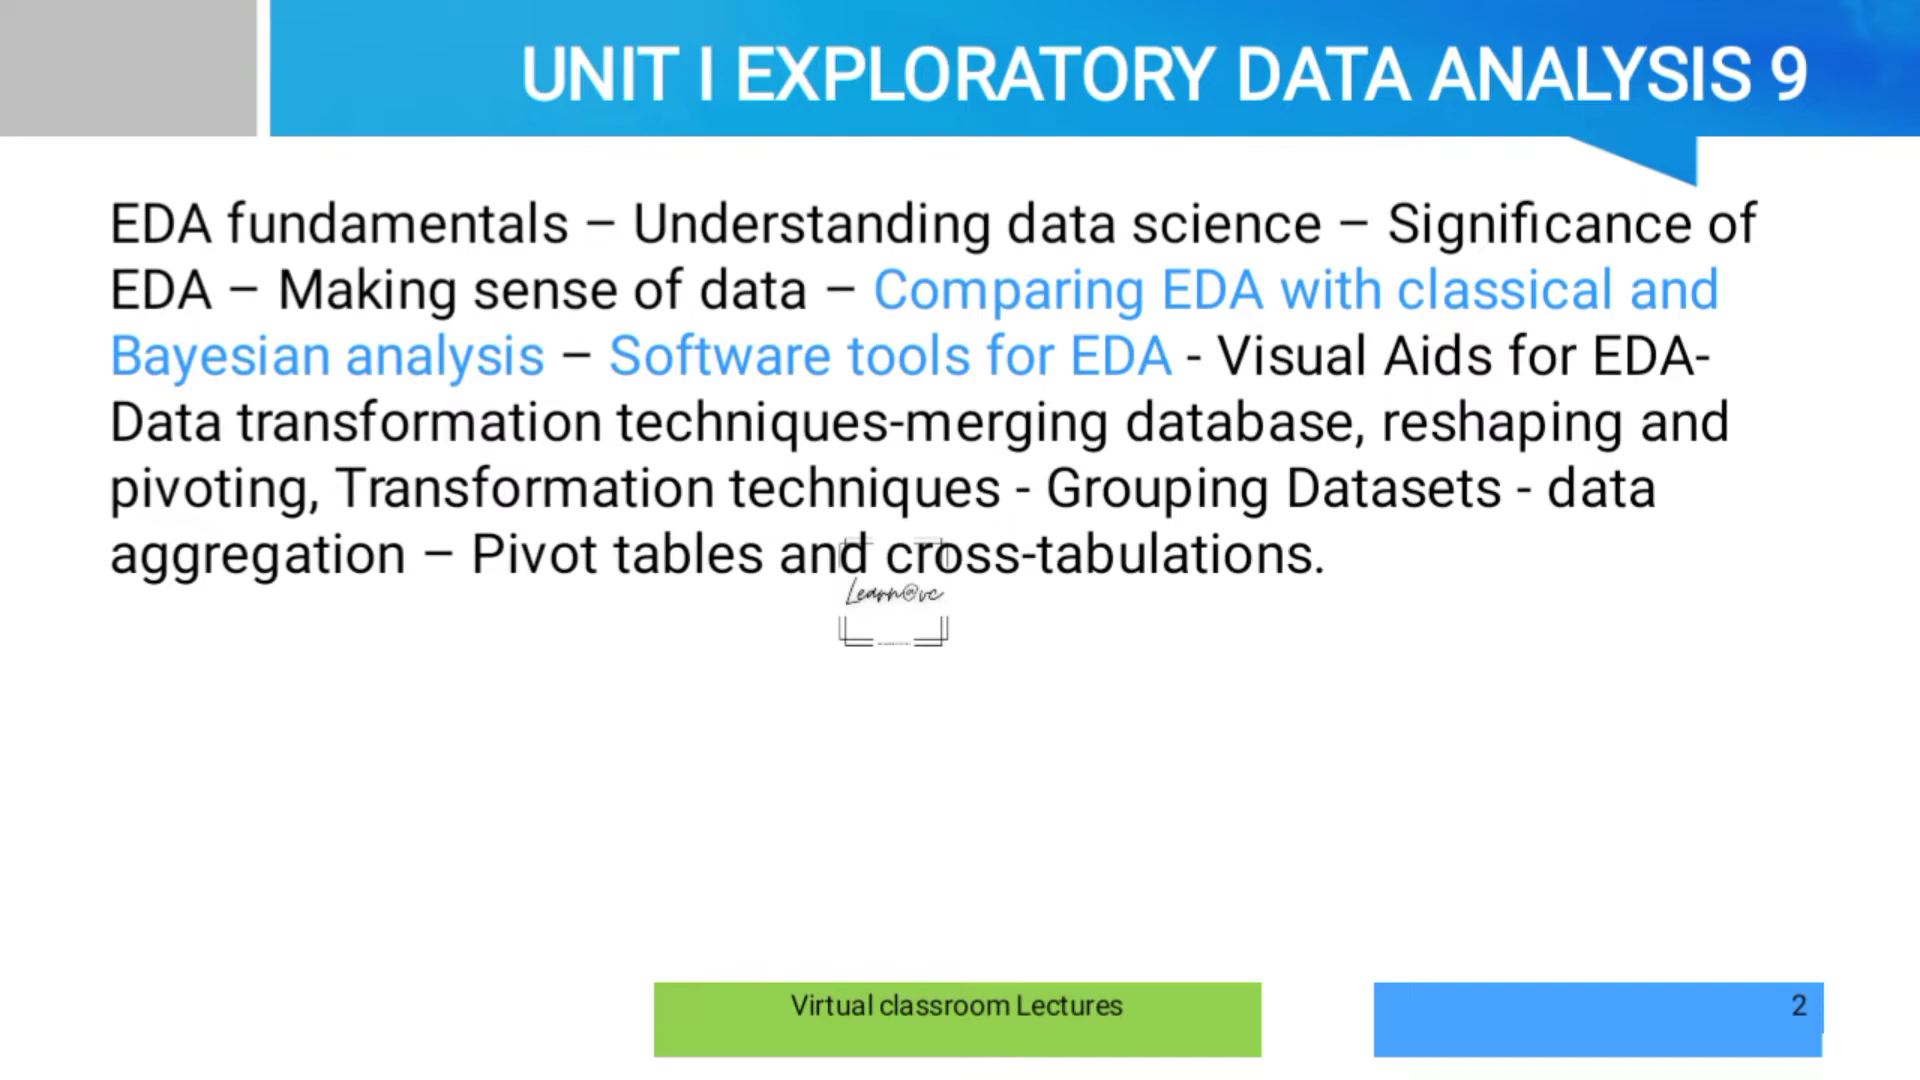 UNIT I EXPLORATORY DATA ANALYSIS 9
EDA fundamentals – Understanding data science – Significance of
EDA – Making sense of data – Comparing EDA with classical and
Bayesian analysis – Software tools for EDA - Visual Aids for EDA-
Data transformation techniques-merging database, reshaping and
pivoting, Transformation techniques - Grouping Datasets - data
aggregation – Pivot tables and cross-tabulations.
Learn@vc
Virtual classroom Lectures
2